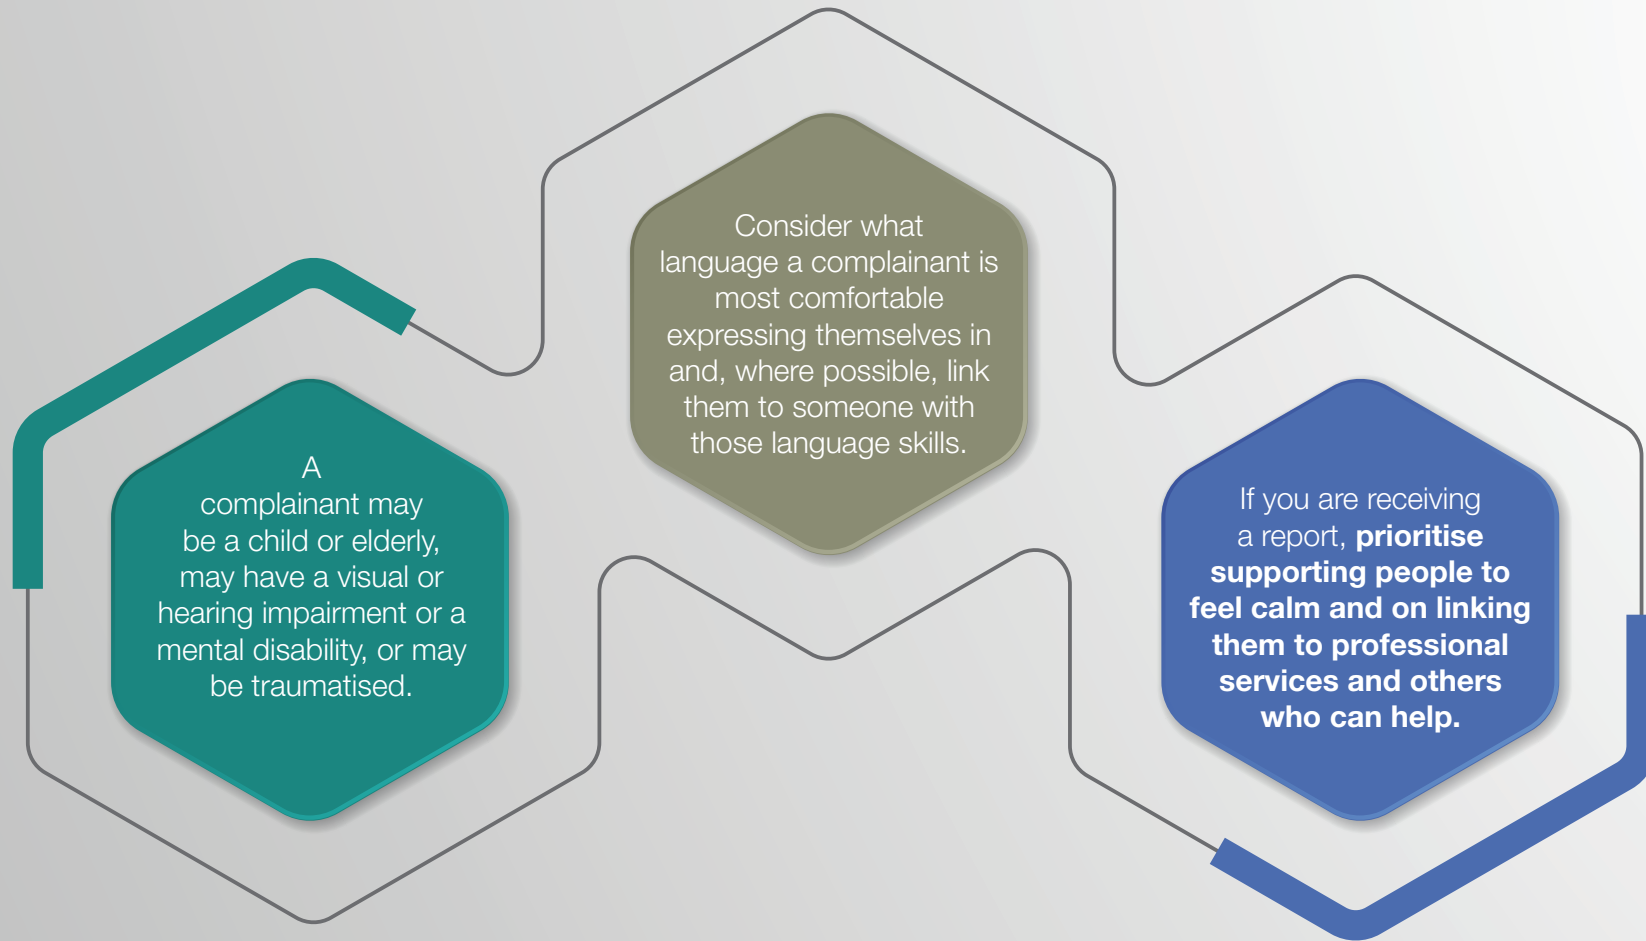 A
complainant may
be a child or elderly,
may have a visual or
hearing impairment or a
mental disability, or may
be traumatised.
Consider what
language a complainant is
most comfortable
expressing themselves in
and, where possible, link
them to someone with
those language skills.
If you are receiving
a report, prioritise
supporting people to
feel calm and on linking
them to professional
services and others
who can help.